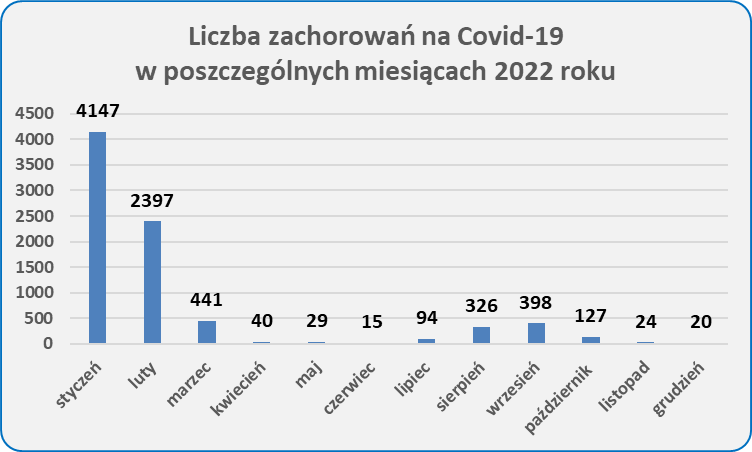 Liczba zachorowań na Covid-19
w poszczególnych miesiącach 2022 roku
4500
4000
3500
3000
2500
2000
1500
1000
500
0
4147
2397
441
40
29
15
94
326
398
127
24
20
styczeń
luty
marzec
kwiecień
maj
czerwiec
lipiec
sierpień
wrzesień
październik
listopad
grudzień